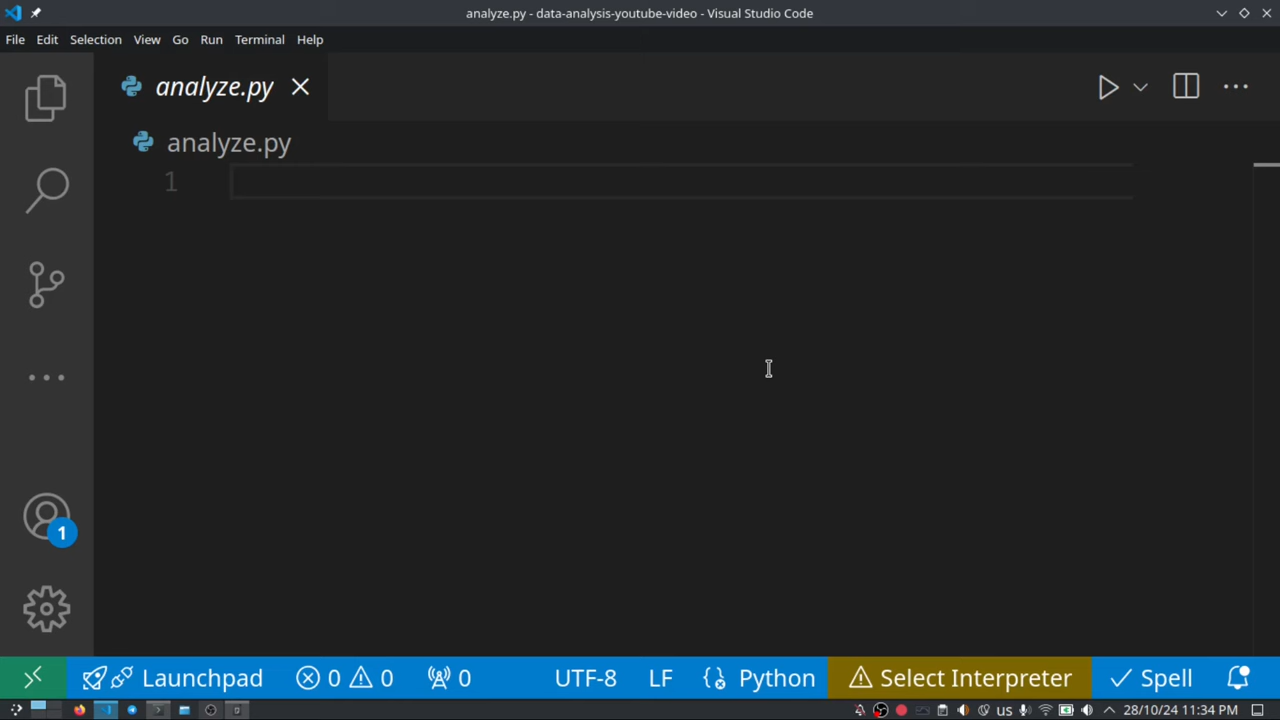 analyze.py - data-analysis-youtube-video - Visual Studio Code
File Edit Selection View Go Run Terminal Help
analyze.py
analyze.py
1
1
Launchpad 0 0 0 UTF-8 LF Python Select Interpreter Spell
us 28/10/24 11:34 PM